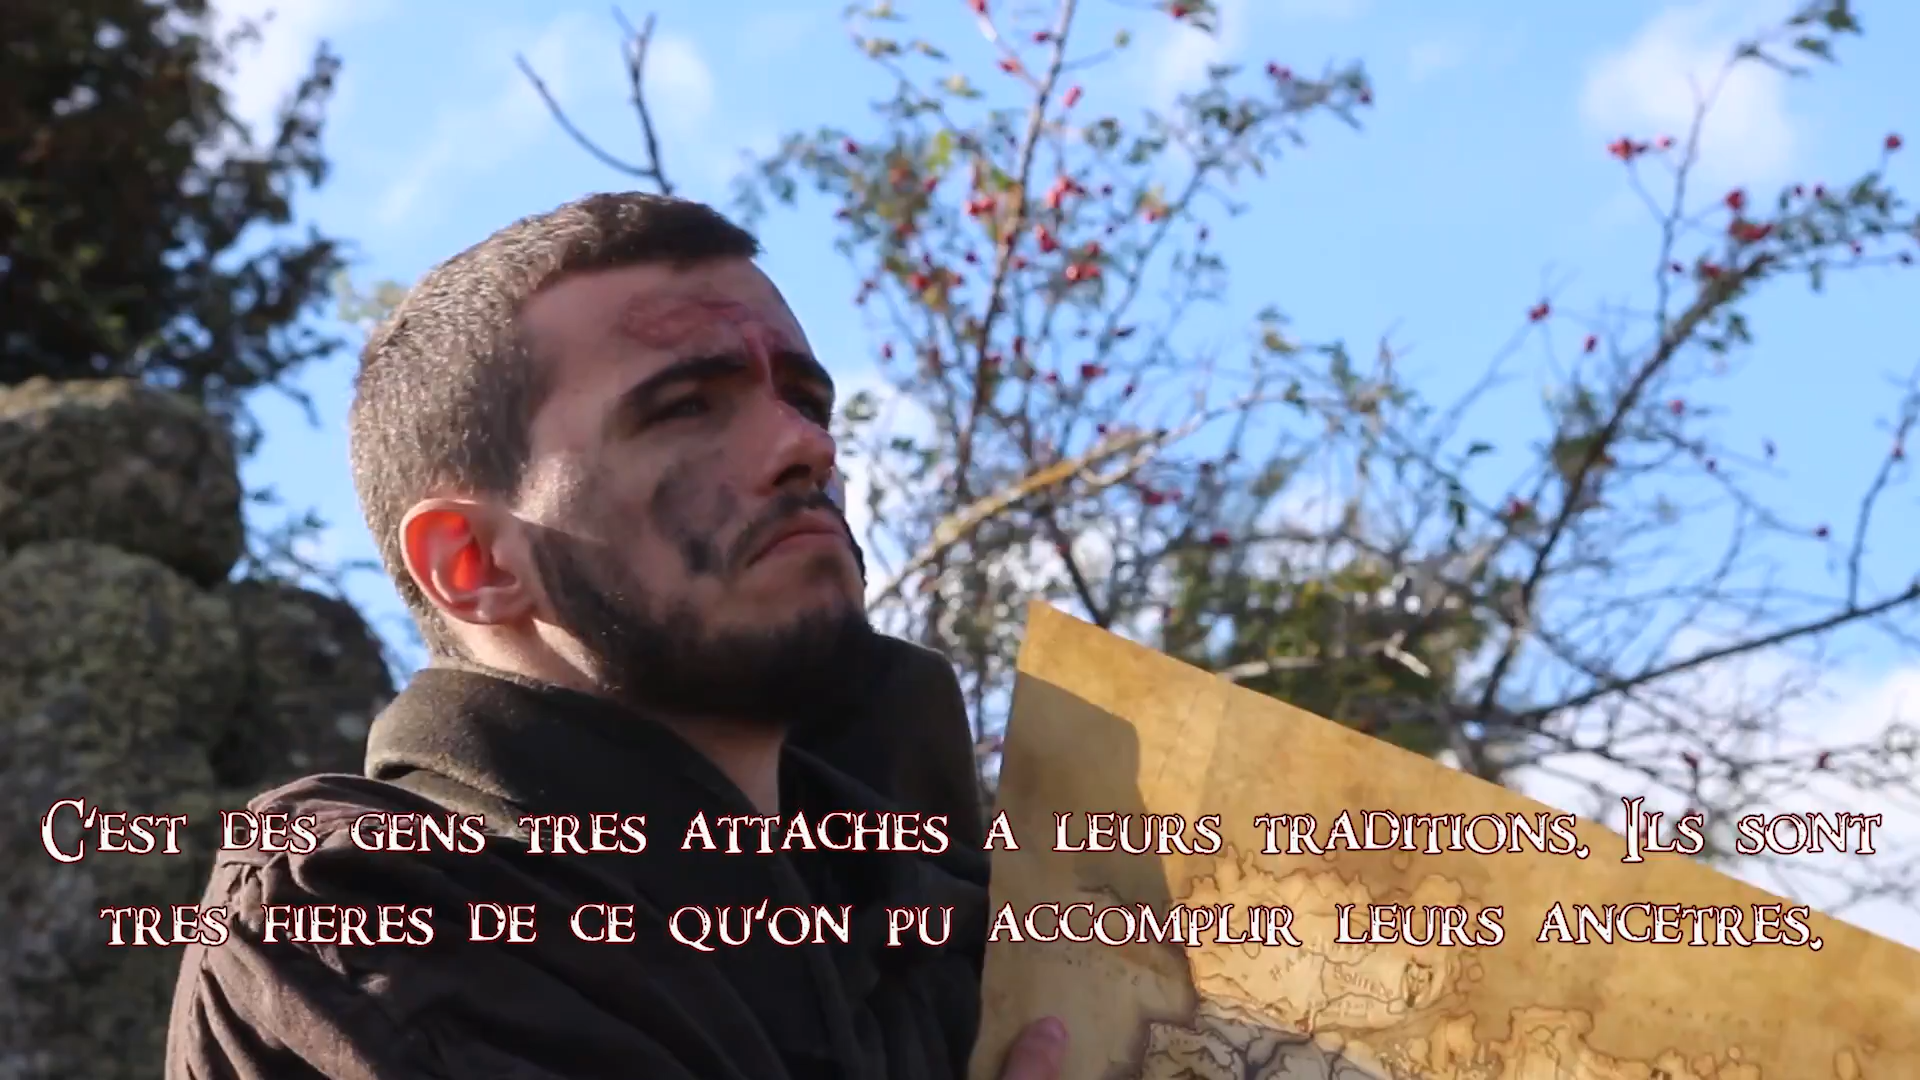 C'est des gens tres attaches a leurs traditions. Ils sont
tres fieres de ce qu'on pu accomplir leurs ancetres.